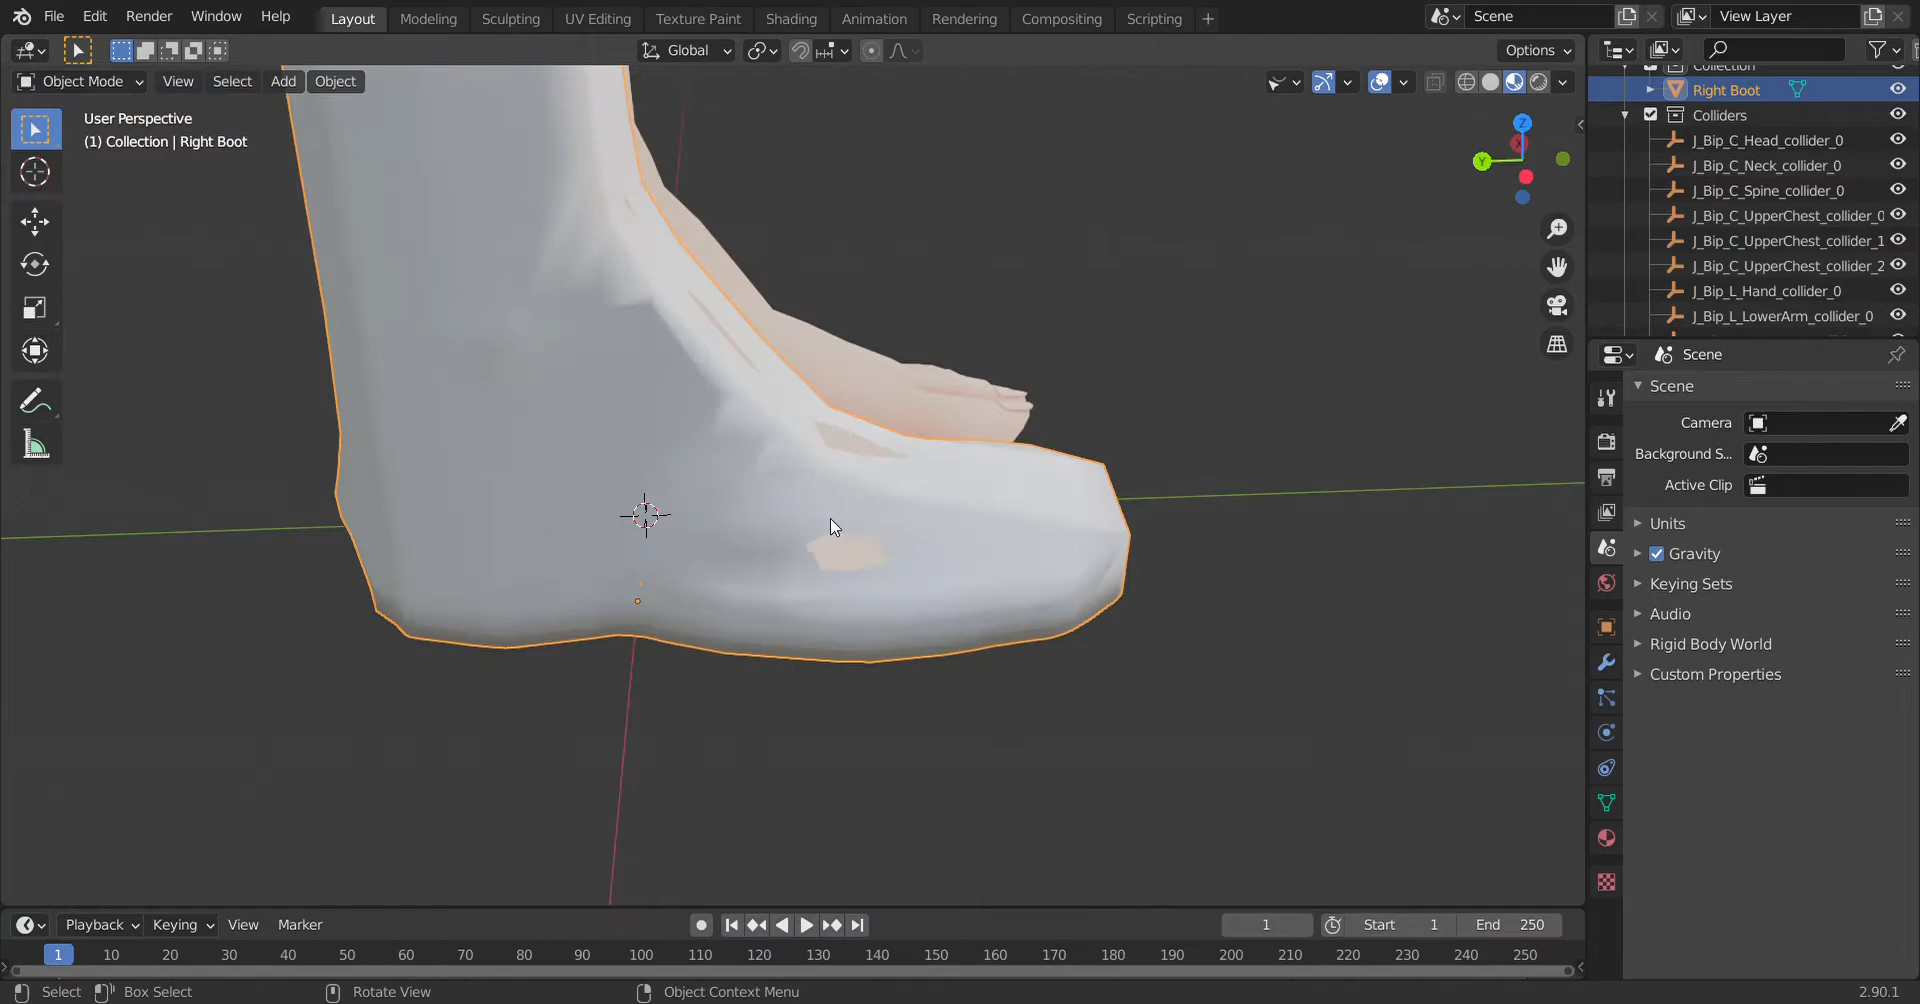 File Edit Render Window Help Layout Modeling Sculpting UV Editing Texture Paint Shading Animation Rendering Compositing Scripting + Scene View Layer
Global Options
Object Mode View Select Add Object
User Perspective
(1) Collection | Right Boot
Z
Y
X
Collection
Right Boot
Colliders
J_Bip_C_Head_collider_0
J_Bip_C_Neck_collider_0
J_Bip_C_Spine_collider_0
J_Bip_C_UpperChest_collider_0
J_Bip_C_UpperChest_collider_1
J_Bip_C_UpperChest_collider_2
J_Bip_L_Hand_collider_0
J_Bip_L_LowerArm_collider_0
Scene
Scene
Camera
Background S...
Active Clip
Units
Gravity
Keying Sets
Audio
Rigid Body World
Custom Properties
Playback Keying View Marker 1 Start 1 End 250
1 10 20 30 40 50 60 70 80 90 100 110 120 130 140 150 160 170 180 190 200 210 220 230 240 250
Select Box Select Rotate View Object Context Menu 2.90.1